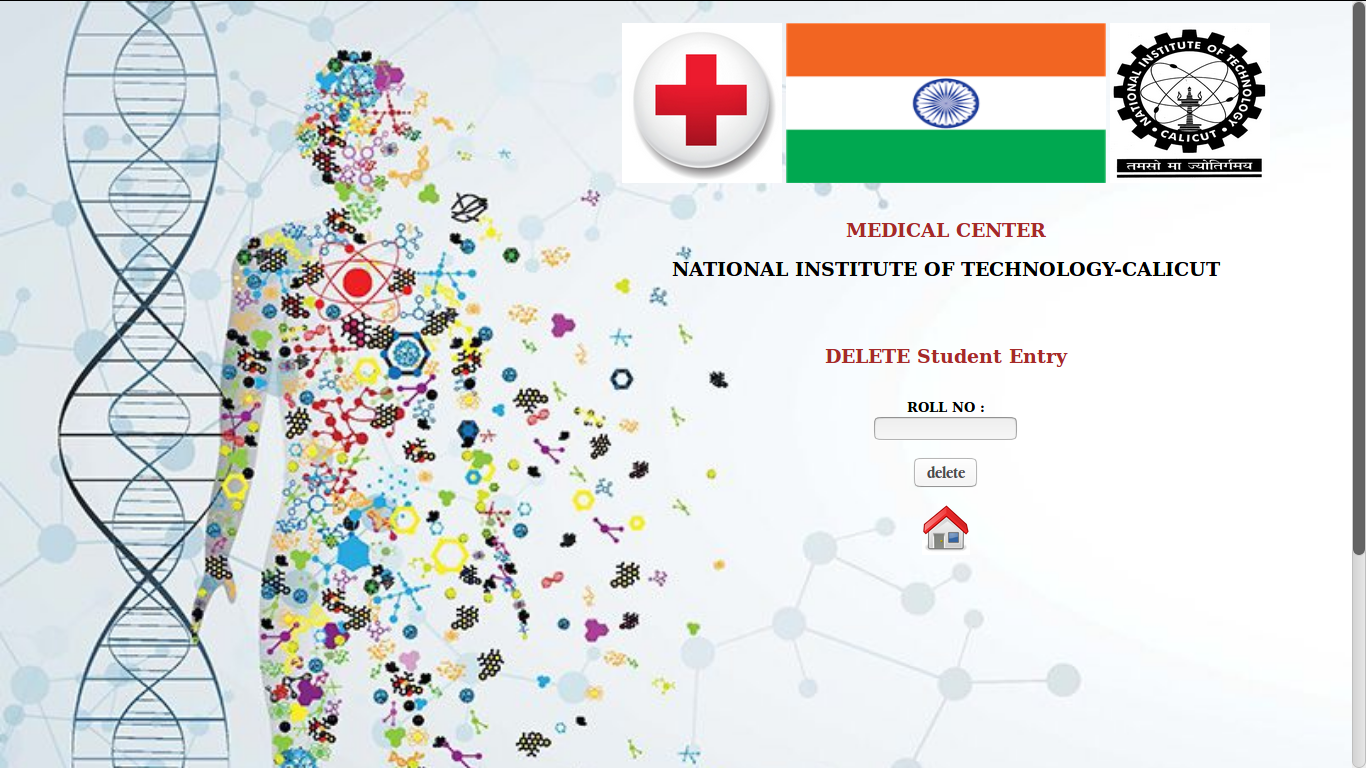 NATIONAL INSTITUTE OF TECHNOLOGY
• CALICUT •
तमसो मा ज्योतिर्गमय
MEDICAL CENTER
NATIONAL INSTITUTE OF TECHNOLOGY-CALICUT
DELETE Student Entry
ROLL NO :
delete